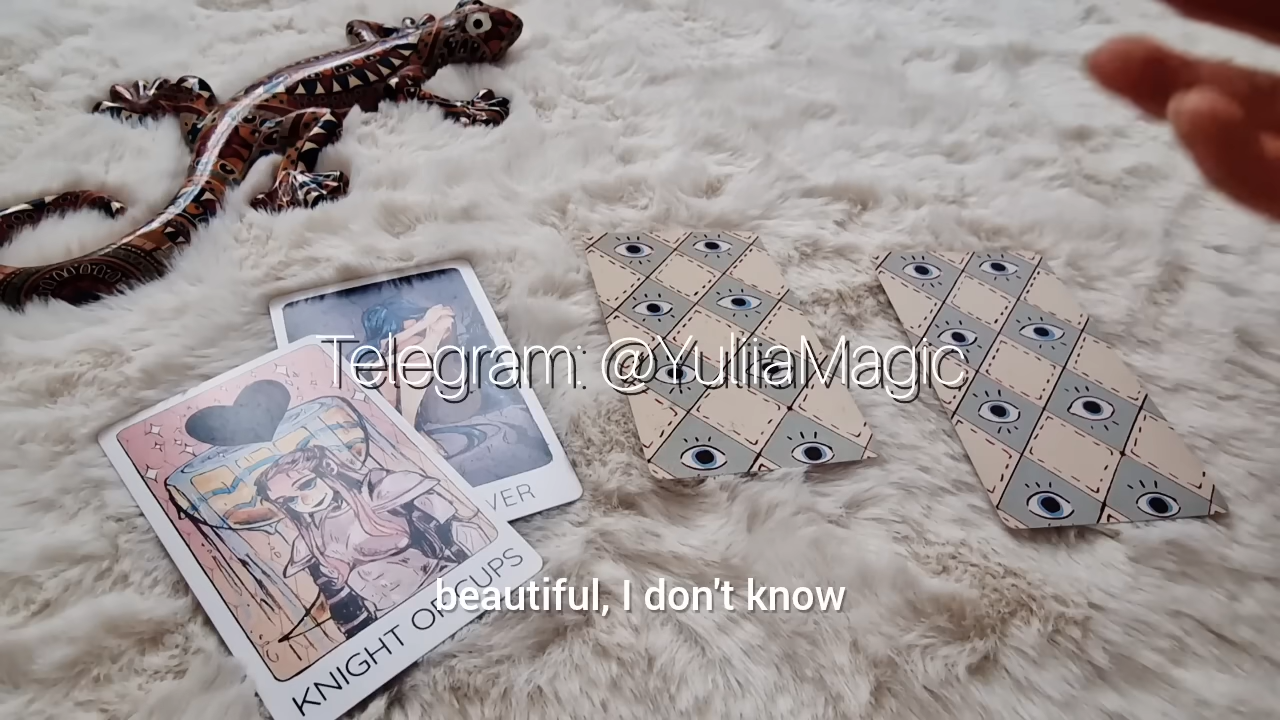 Telegram: @YuliiaMagic
VER
KNIGHT OF CUPS
beautiful, I don't know